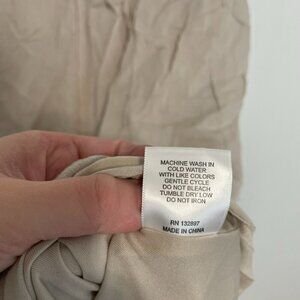 MACHINE WASH IN
COLD WATER
WITH LIKE COLORS
GENTLE CYCLE
DO NOT BLEACH
TUMBLE DRY LOW
DO NOT IRON
RN 132897
MADE IN CHINA